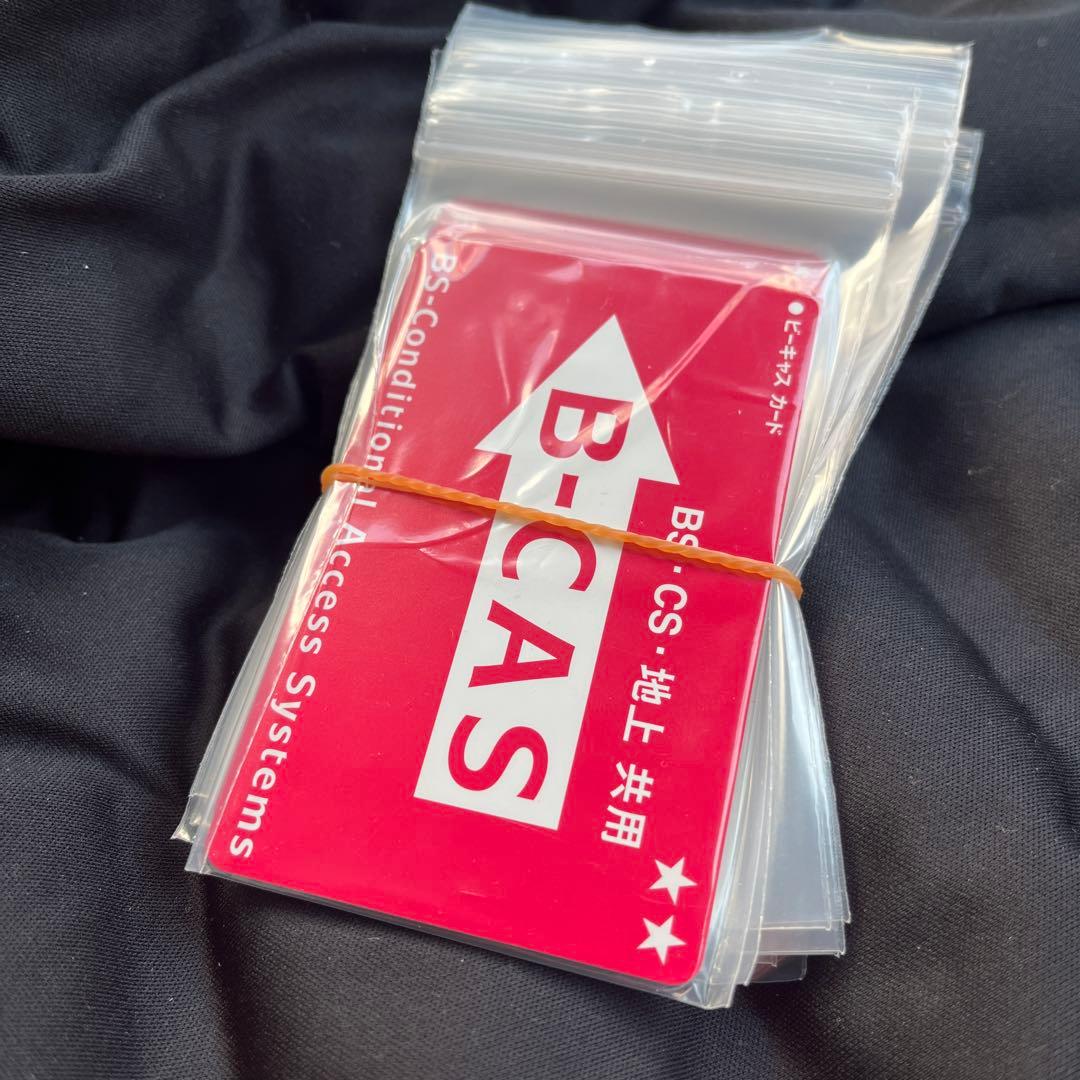 ●ビーキャス カード
BS・CS・地上 共用
★★
B-CAS
BS-Conditional Access Systems